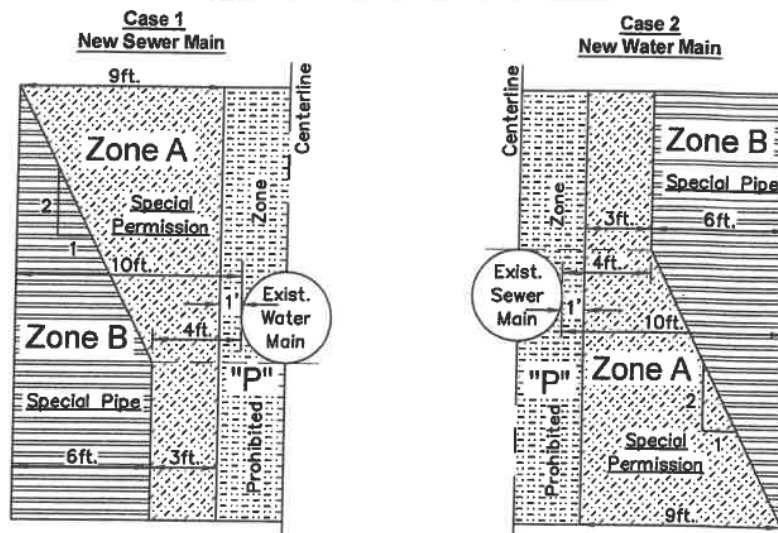 Case 1
New Sewer Main
9ft.
Centerline
Zone A
Special
Permission
2
1
Zone
10ft.
1'
Exist.
Water
Main
4ft.
Zone B
"P"
Special Pipe
6ft.
3ft.
Prohibited
Case 2
New Water Main
Centerline
Zone B
Special Pipe
Zone
3ft.
6ft.
4ft.
Exist.
Sewer
Main
1'
10ft.
"P"
Zone A
2
1
Special
Permission
Prohibited
9ft.